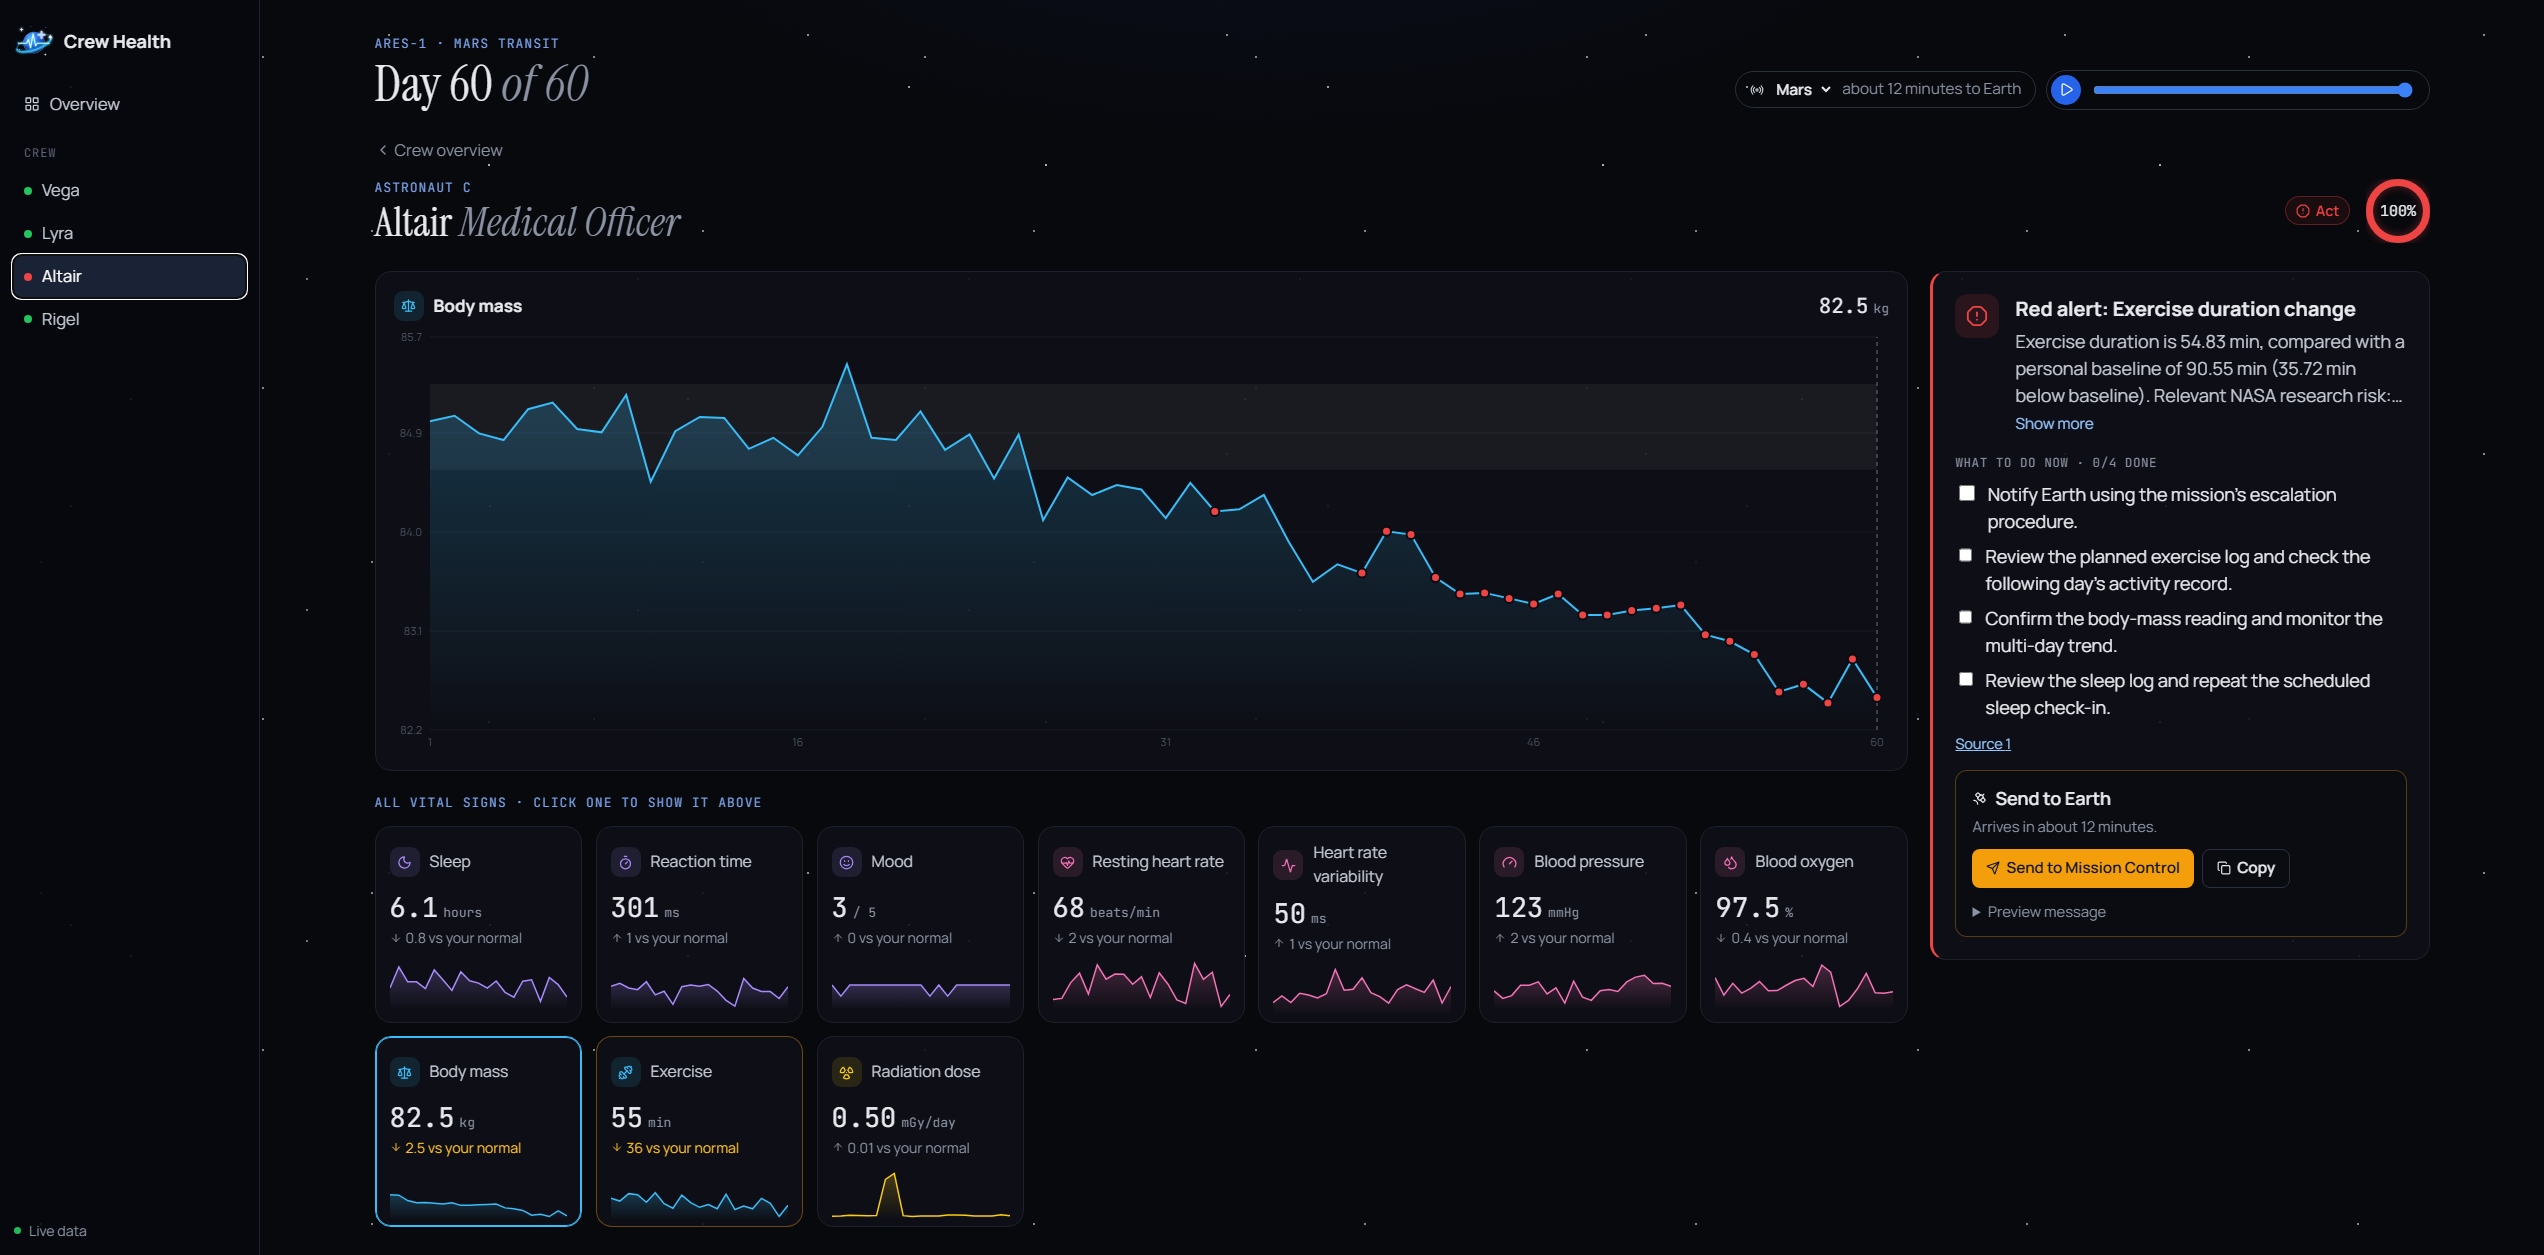 Crew Health
Overview
CREW
Vega
Lyra
Altair
Rigel
Live data
ARES-1 · MARS TRANSIT
Day 60 of 60
Mars
about 12 minutes to Earth
Crew overview
ASTRONAUT C
Altair Medical Officer
Act
100%
Body mass
82.5 kg
85.7
84.9
84.0
83.1
82.2
1
16
31
46
60
Red alert: Exercise duration change
Exercise duration is 54.83 min, compared with a
personal baseline of 90.55 min (35.72 min
below baseline). Relevant NASA research risk:...
Show more
WHAT TO DO NOW · 0/4 DONE
Notify Earth using the mission's escalation
procedure.
Review the planned exercise log and check the
following day's activity record.
Confirm the body-mass reading and monitor the
multi-day trend.
Review the sleep log and repeat the scheduled
sleep check-in.
Source 1
Send to Earth
Arrives in about 12 minutes.
Send to Mission Control
Copy
Preview message
ALL VITAL SIGNS · CLICK ONE TO SHOW IT ABOVE
Sleep
6.1 hours
↓ 0.8 vs your normal
Reaction time
301 ms
↑ 1 vs your normal
Mood
3 / 5
↑ 0 vs your normal
Resting heart rate
68 beats/min
↓ 2 vs your normal
Heart rate
variability
50 ms
↑ 1 vs your normal
Blood pressure
123 mmHg
↑ 2 vs your normal
Blood oxygen
97.5 %
↓ 0.4 vs your normal
Body mass
82.5 kg
↓ 2.5 vs your normal
Exercise
55 min
↓ 36 vs your normal
Radiation dose
0.50 mGy/day
↑ 0.01 vs your normal